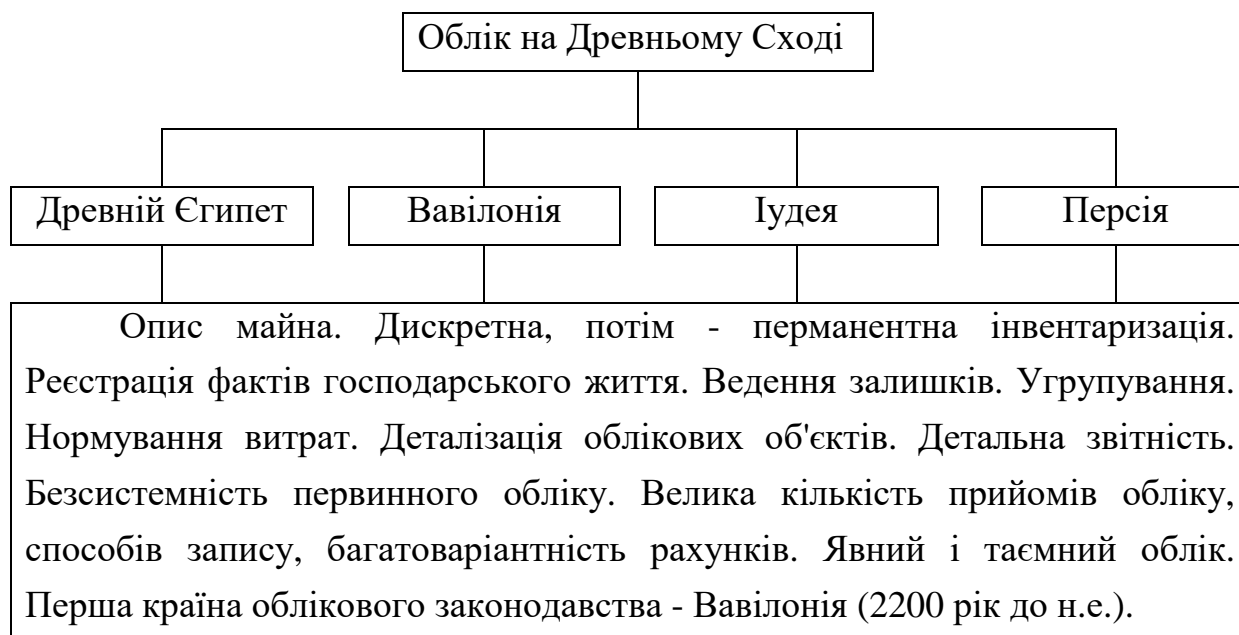 Облік на Древньому Сході
Древній Єгипет
Вавілонія
Іудея
Персія
Опис майна. Дискретна, потім - перманентна інвентаризація.
Реєстрація фактів господарського життя. Ведення залишків. Угрупування.
Нормування витрат. Деталізація облікових об'єктів. Детальна звітність.
Безсистемність первинного обліку. Велика кількість прийомів обліку,
способів запису, багатоваріантність рахунків. Явний і таємний облік.
Перша країна облікового законодавства - Вавілонія (2200 рік до н.е.).